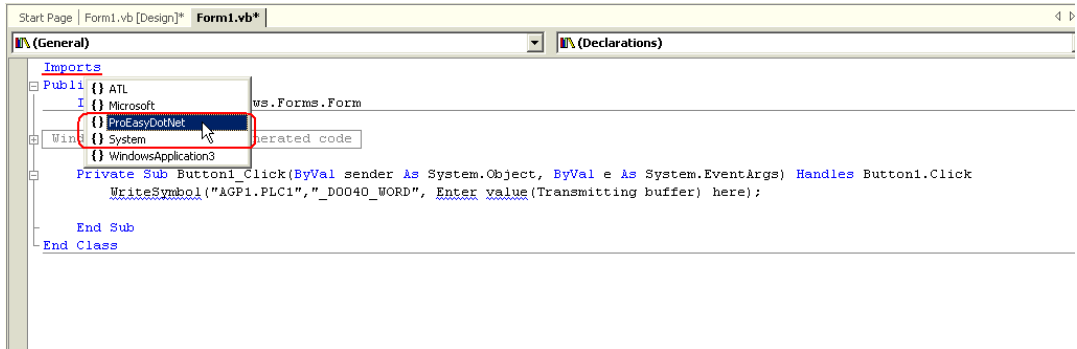 Start Page Form1.vb [Design]* Form1.vb*
(General) (Declarations)
Imports
Publi
{} ATL
I {} Microsoft ws.Forms.Form
{} ProEasyDotNet
Wind {} System nerated code
{} WindowsApplication3
Private Sub Button1_Click(ByVal sender As System.Object, ByVal e As System.EventArgs) Handles Button1.Click
WriteSymbol("AGP1.PLC1","_D0040_WORD", Enter value(Transmitting buffer) here);
End Sub
End Class